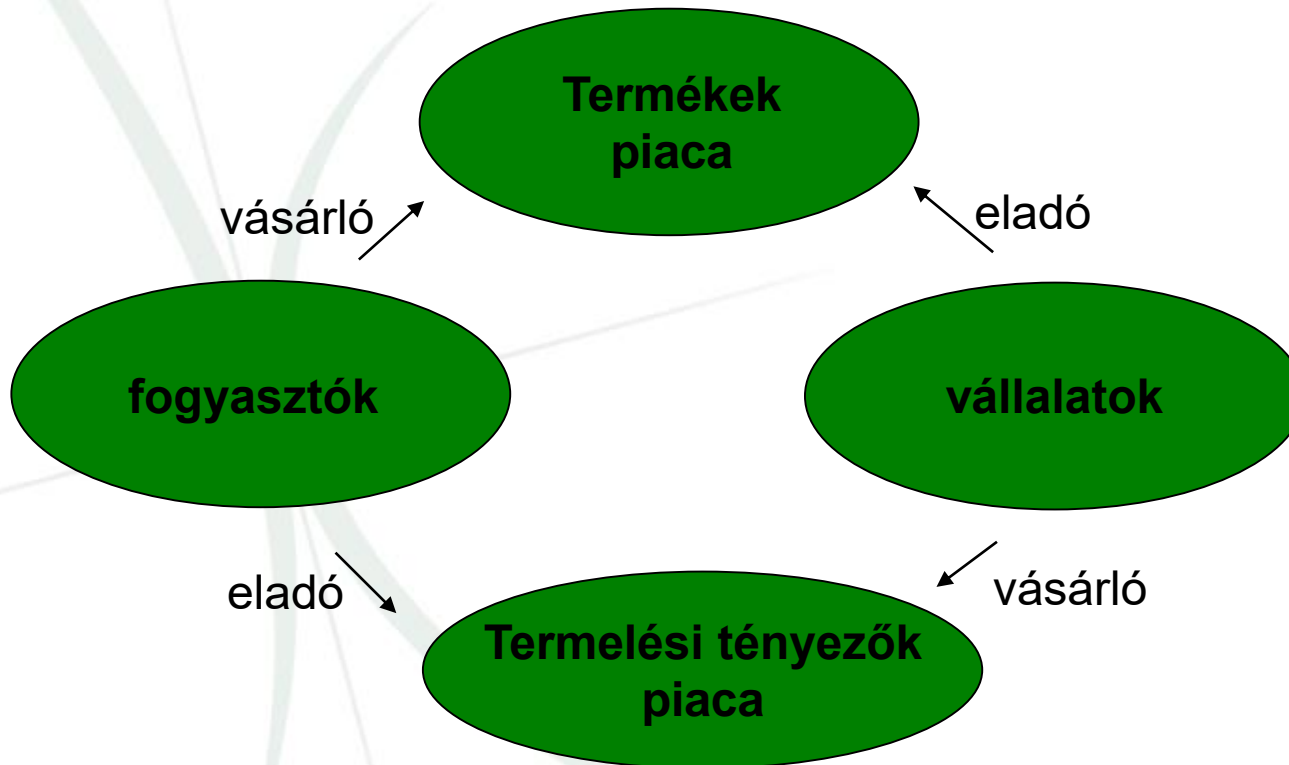 Termékek
piaca
vásárló
eladó
fogyasztók
vállalatok
eladó
vásárló
Termelési tényezők
piaca